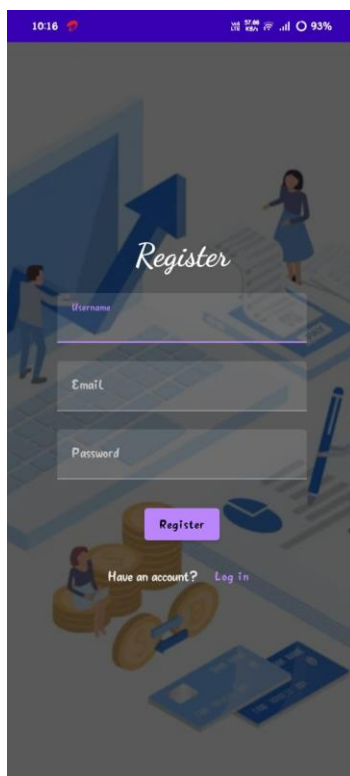 10:16 93%
Register
Username
Email
Password
Register
Have an account? Log in